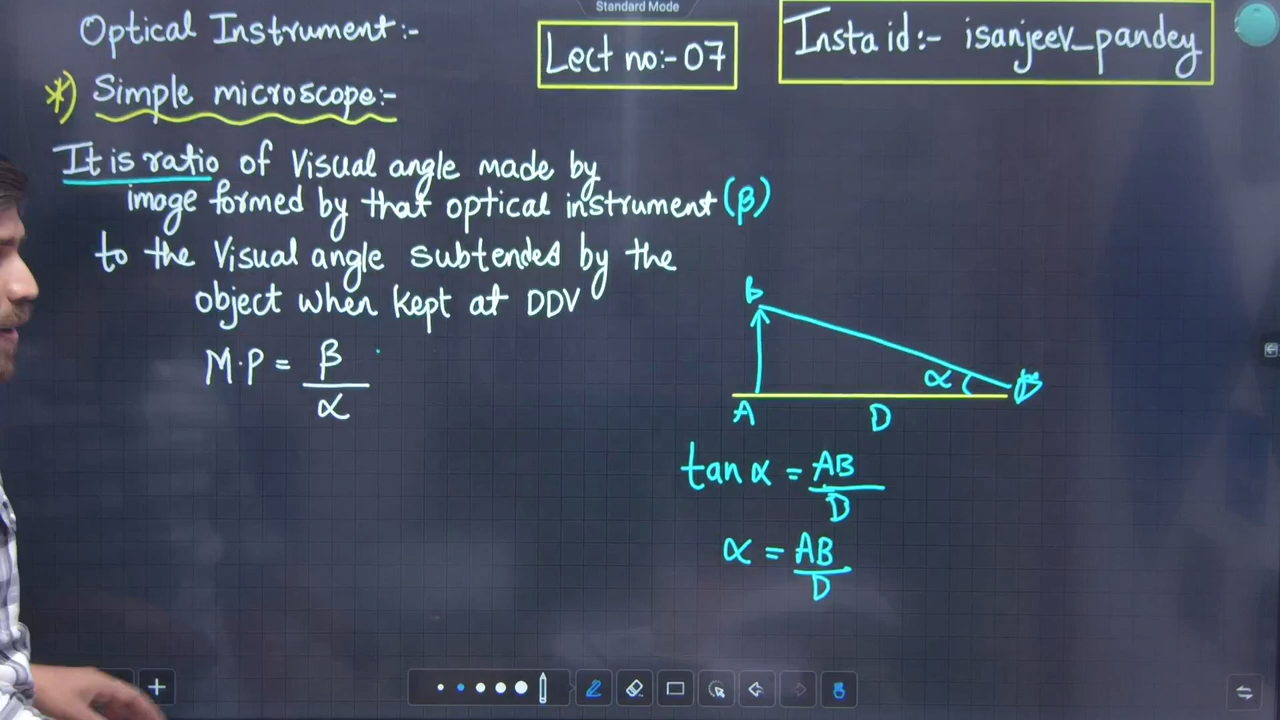 Standard Mode
Optical Instrument:-
Lect no:- 07
Insta id:- isanjeev_pandey
*) Simple microscope:-
It is ratio of Visual angle made by
image formed by that optical instrument (β)
to the Visual angle subtended by the
object when kept at DDV
M.P = β
α
B
α
A
D
tan α = AB
D
α = AB
D